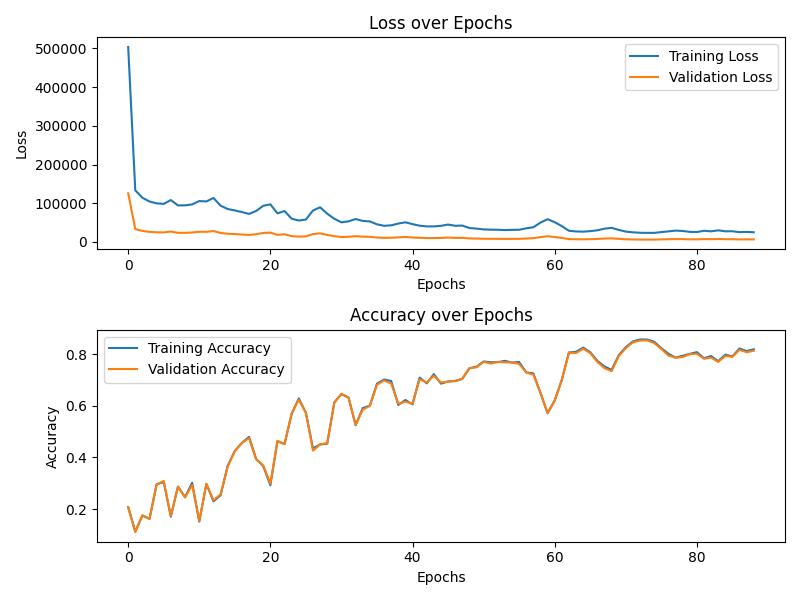 Loss over Epochs
500000
400000
300000
200000
100000
0
Loss
Training Loss
Validation Loss
0 20 40 60 80
Epochs
Accuracy over Epochs
0.8
0.6
0.4
0.2
Accuracy
Training Accuracy
Validation Accuracy
0 20 40 60 80
Epochs